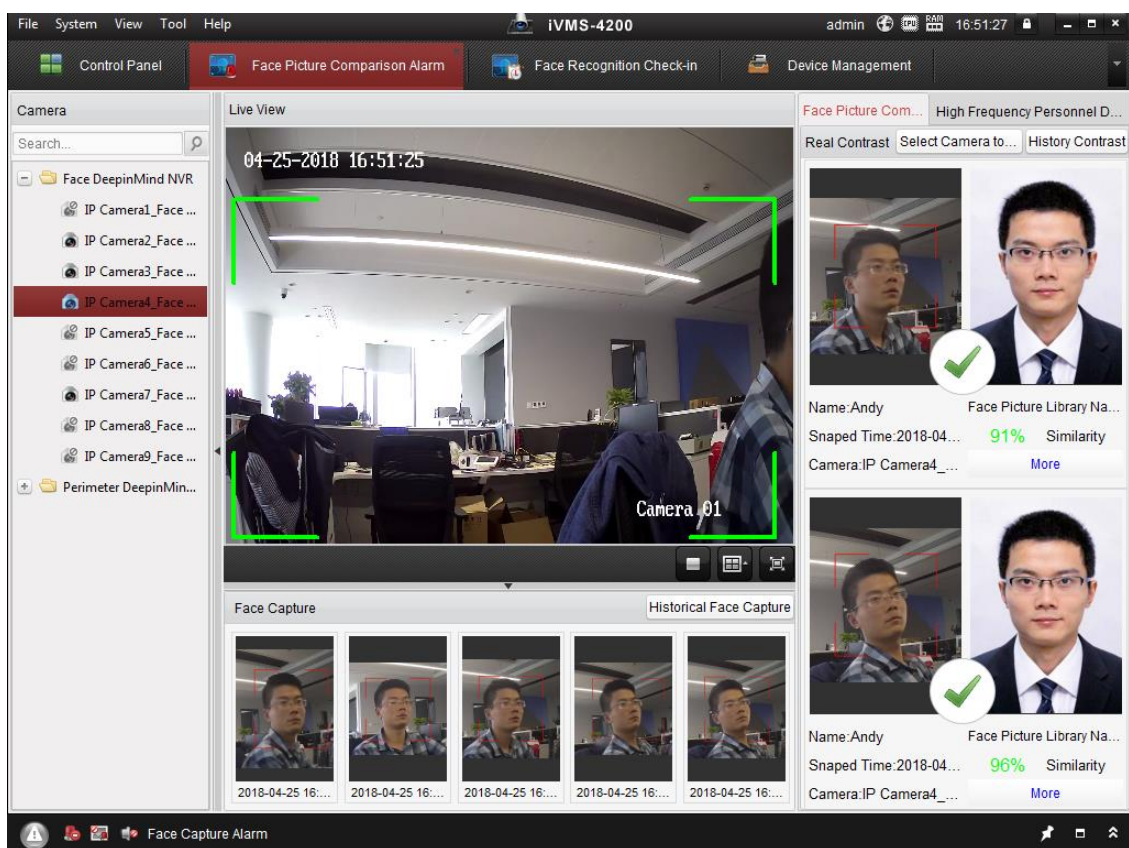 File System View Tool Help iVMS-4200 admin CPU RAM 16:51:27
Control Panel Face Picture Comparison Alarm Face Recognition Check-in Device Management
Camera
Search...
Face DeepinMind NVR
IP Camera1_Face ...
IP Camera2_Face ...
IP Camera3_Face ...
IP Camera4_Face ...
IP Camera5_Face ...
IP Camera6_Face ...
IP Camera7_Face ...
IP Camera8_Face ...
IP Camera9_Face ...
Perimeter DeepinMin...
Live View
04-25-2018 16:51:25
Camera 01
Face Capture Historical Face Capture
2018-04-25 16:... 2018-04-25 16:... 2018-04-25 16:... 2018-04-25 16:... 2018-04-25 16:...
Face Picture Com... High Frequency Personnel D...
Real Contrast Select Camera to... History Contrast
Name:Andy Face Picture Library Na...
Snaped Time:2018-04... 91% Similarity
Camera:IP Camera4_... More
Name:Andy Face Picture Library Na...
Snaped Time:2018-04... 96% Similarity
Camera:IP Camera4_... More
Face Capture Alarm